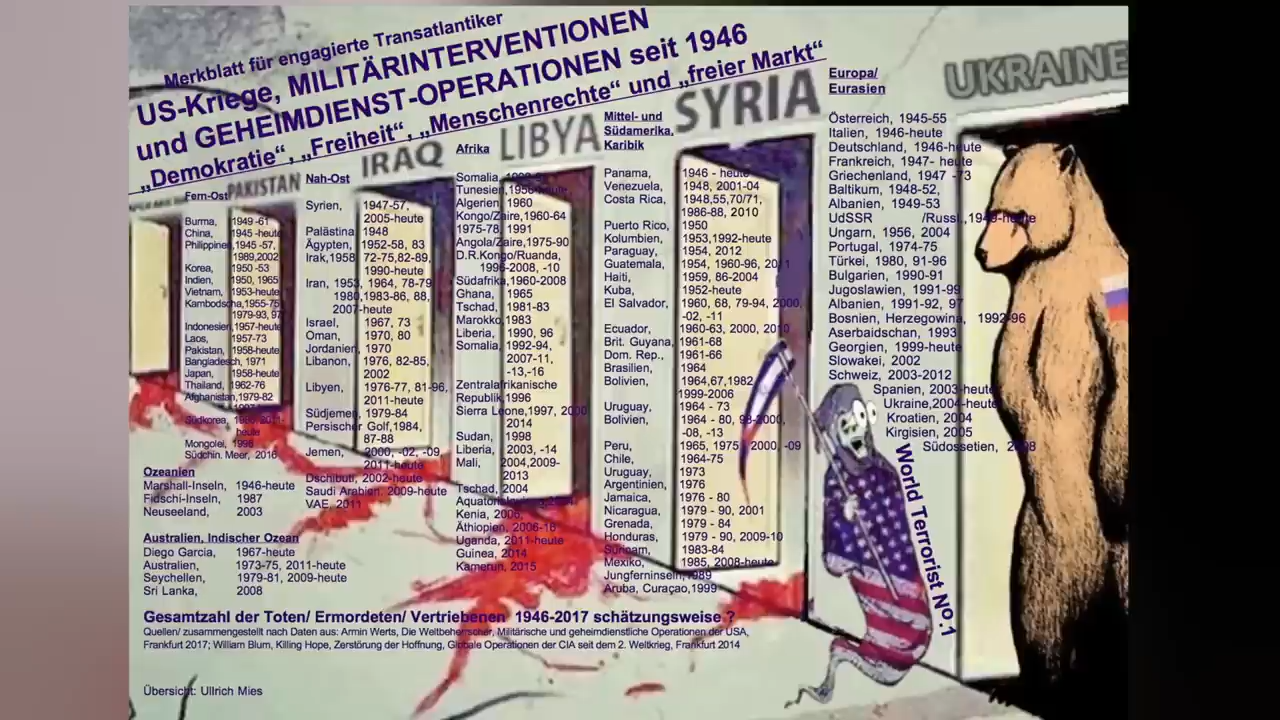 Merkblatt für engagierte Transatlantiker
US-Kriege, MILITÄRINTERVENTIONEN
und GEHEIMDIENST-OPERATIONEN seit 1946
„Demokratie“, „Freiheit“, „Menschenrechte“ und „freier Markt“
PAKISTAN
IRAQ
LIBYA
SYRIA
UKRAINE
Fern-Ost
Burma, 1949 -61
China, 1945 -heute
Philippinen, 1945 -57,
1989,2002
Korea, 1950 -53
Indien, 1950, 1965
Vietnam, 1953-heute
Kambodscha,1955-75
1979-93, 97
Indonesien,1957-heute
Laos, 1957-73
Pakistan, 1958-heute
Bangladesch, 1971
Japan, 1958-heute
Thailand, 1962-76
Afghanistan,1979-82
Südkorea,
heute
Mongolei, 1996
Südchin. Meer, 2016
Ozeanien
Marshall-Inseln, 1946-heute
Fidschi-Inseln, 1987
Neuseeland, 2003
Australien, Indischer Ozean
Diego Garcia, 1967-heute
Australien, 1973-75, 2011-heute
Seychellen, 1979-81, 2009-heute
Sri Lanka, 2008
Nah-Ost
Syrien, 1947-57,
2005-heute
Palästina 1948
Ägypten, 1952-58, 83
Irak,1958 72-75,82-89,
1990-heute
Iran, 1953, 1964, 78-79
1980,1983-86, 88,
2007-heute
Israel, 1967, 73
Oman, 1970, 80
Jordanien, 1970
Libanon, 1976, 82-85,
2002
Libyen, 1976-77, 81-96,
2011-heute
Südjemen, 1979-84
Persischer Golf,1984,
87-88
Jemen, 2000, -02, -09,
2011-heute
Dschibuti, 2002-heute
Saudi Arabien. 2009-heute
VAE, 2011
Afrika
Somalia,
Tunesien,1956-heute
Algerien, 1960
Kongo/Zaire,1960-64
1975-78, 1991
Angola/Zaire,1975-90
D.R.Kongo/Ruanda,
1996-2008, -10
Südafrika,1960-2008
Ghana, 1965
Tschad, 1981-83
Marokko,1983
Liberia, 1990, 96
Somalia, 1992-94,
2007-11,
-13,-16
Zentralafrikanische
Republik,1996
Sierra Leone,1997, 2000
2014
Sudan, 1998
Liberia, 2003, -14
Mali, 2004,2009-
2013
Tschad, 2004
Kenia, 2006,
Äthiopien, 2006-18
Uganda, 2011-heute
Guinea, 2014
Kamerun, 2015
Mittel- und
Südamerika,
Karibik
Panama, 1946 - heute
Venezuela, 1948, 2001-04
Costa Rica, 1948,55,70/71,
1986-88, 2010
Puerto Rico, 1950
Kolumbien, 1953,1992-heute
Paraguay, 1954, 2012
Guatemala, 1954, 1960-96, 2011
Haiti, 1959, 86-2004
Kuba, 1952-heute
El Salvador, 1960, 68, 79-94, 2000,
-02, -11
Ecuador, 1960-63, 2000, 2010
Brit. Guyana, 1961-68
Dom. Rep., 1961-66
Brasilien, 1964
Bolivien, 1964,67,1982,
1999-2006
Uruguay, 1964 - 73
Bolivien, 1964 - 80, 98-2000,
-08, -13
Peru, 1965, 1975, 2000, -09
Chile, 1964-75
Uruguay, 1973
Argentinien, 1976
Jamaica, 1976 - 80
Nicaragua, 1979 - 90, 2001
Grenada, 1979 - 84
Honduras, 1979 - 90, 2009-10
Surinam, 1983-84
Mexiko, 1985, 2008-heute
Jungferninseln,1989
Aruba, Curaçao,1999
Europa/
Eurasien
Österreich, 1945-55
Italien, 1946-heute
Deutschland, 1946-heute
Frankreich, 1947- heute
Griechenland, 1947 -73
Baltikum, 1948-52,
Albanien, 1949-53
UdSSR /Russl.,1949-heute
Ungarn, 1956, 2004
Portugal, 1974-75
Türkei, 1980, 91-96
Bulgarien, 1990-91
Jugoslawien, 1991-99
Albanien, 1991-92, 97
Bosnien, Herzegowina, 1992-96
Aserbaidschan, 1993
Georgien, 1999-heute
Slowakei, 2002
Schweiz, 2003-2012
Spanien, 2003-heute
Ukraine,2004-heute
Kroatien, 2004
Kirgisien, 2005
Südossetien, 2008
World Terrorist NO.1
Gesamtzahl der Toten/ Ermordeten/ Vertriebenen 1946-2017 schätzungsweise ?
Quellen/ zusammengestellt nach Daten aus: Armin Werts, Die Weltbeherrscher, Militärische und geheimdienstliche Operationen der USA,
Frankfurt 2017; William Blum, Killing Hope, Zerstörung der Hoffnung, Globale Operationen der CIA seit dem 2. Weltkrieg, Frankfurt 2014
Übersicht: Ullrich Mies